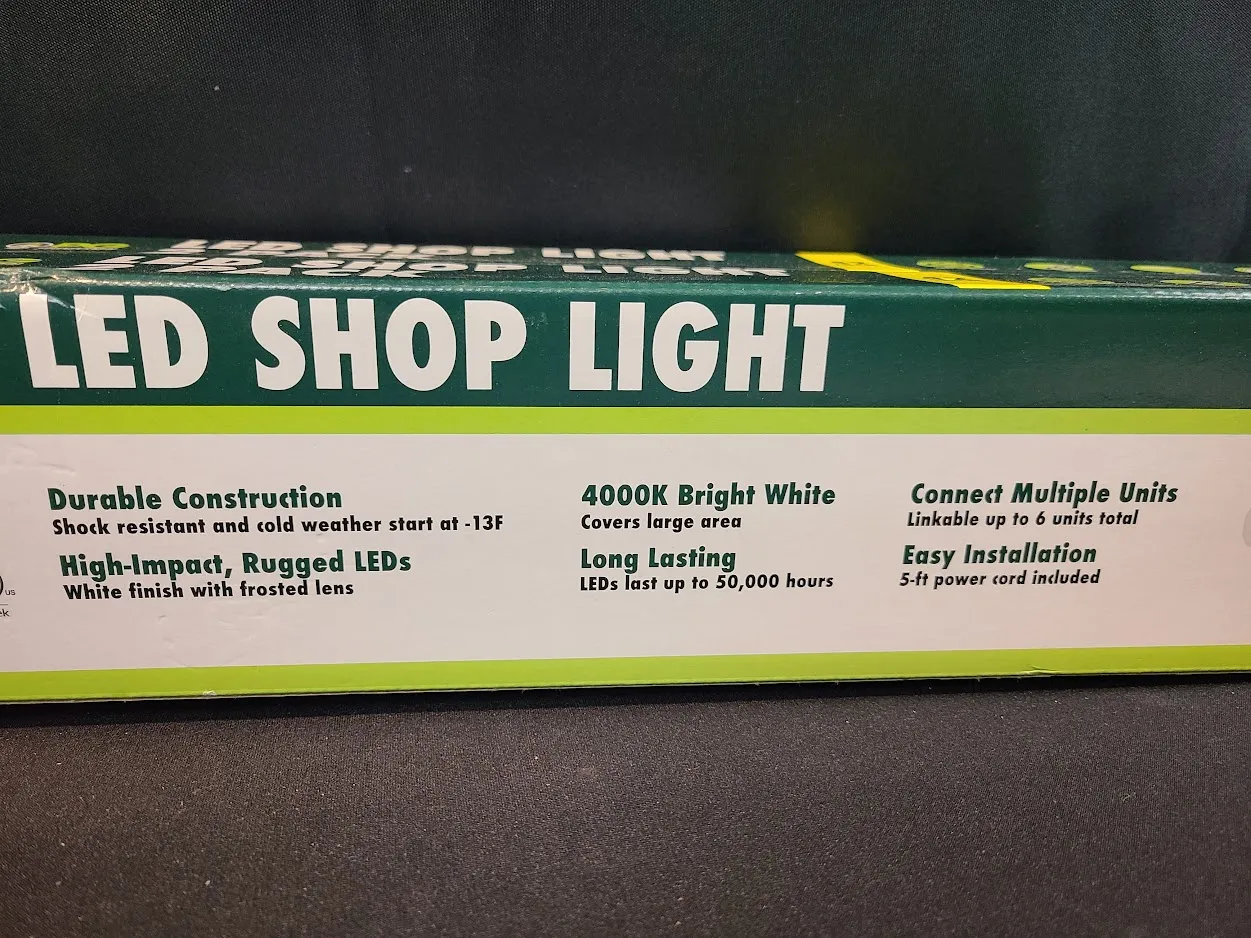 LED SHOP LIGHT
LED SHOP LIGHT
PACK
LED SHOP LIGHT
Durable Construction
Shock resistant and cold weather start at -13F
High-Impact, Rugged LEDs
White finish with frosted lens
4000K Bright White
Covers large area
Long Lasting
LEDs last up to 50,000 hours
Connect Multiple Units
Linkable up to 6 units total
Easy Installation
5-ft power cord included
us
ek